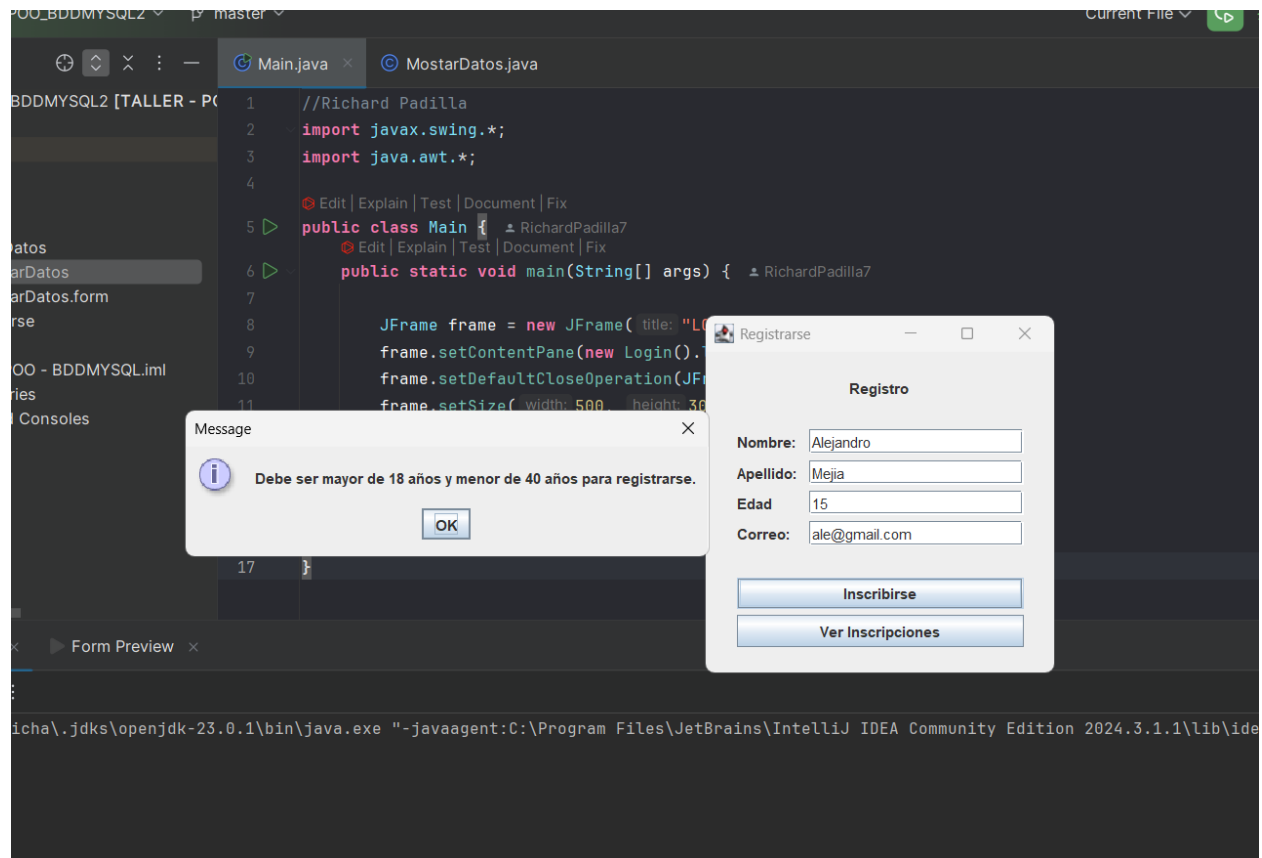 POO_BDDMYSQL2 master Current File
Main.java MostarDatos.java
BDDMYSQL2 [TALLER - PO
atos
arDatos
arDatos.form
rse
OO - BDDMYSQL.iml
ries
Consoles
1 //Richard Padilla
2 import javax.swing.*;
3 import java.awt.*;
4
Edit | Explain | Test | Document | Fix
5 public class Main { RichardPadilla7
Edit | Explain | Test | Document | Fix
6 public static void main(String[] args) { RichardPadilla7
7
8 JFrame frame = new JFrame( title: "LO
9 frame.setContentPane(new Login().
10 frame.setDefaultCloseOperation(JFr
11 frame.setSize( width: 500, height: 30
17 }
Message
Debe ser mayor de 18 años y menor de 40 años para registrarse.
OK
Registrarse
Registro
Nombre: Alejandro
Apellido: Mejia
Edad 15
Correo: ale@gmail.com
Inscribirse
Ver Inscripciones
Form Preview
icha\.jdks\openjdk-23.0.1\bin\java.exe "-javaagent:C:\Program Files\JetBrains\IntelliJ IDEA Community Edition 2024.3.1.1\lib\ide